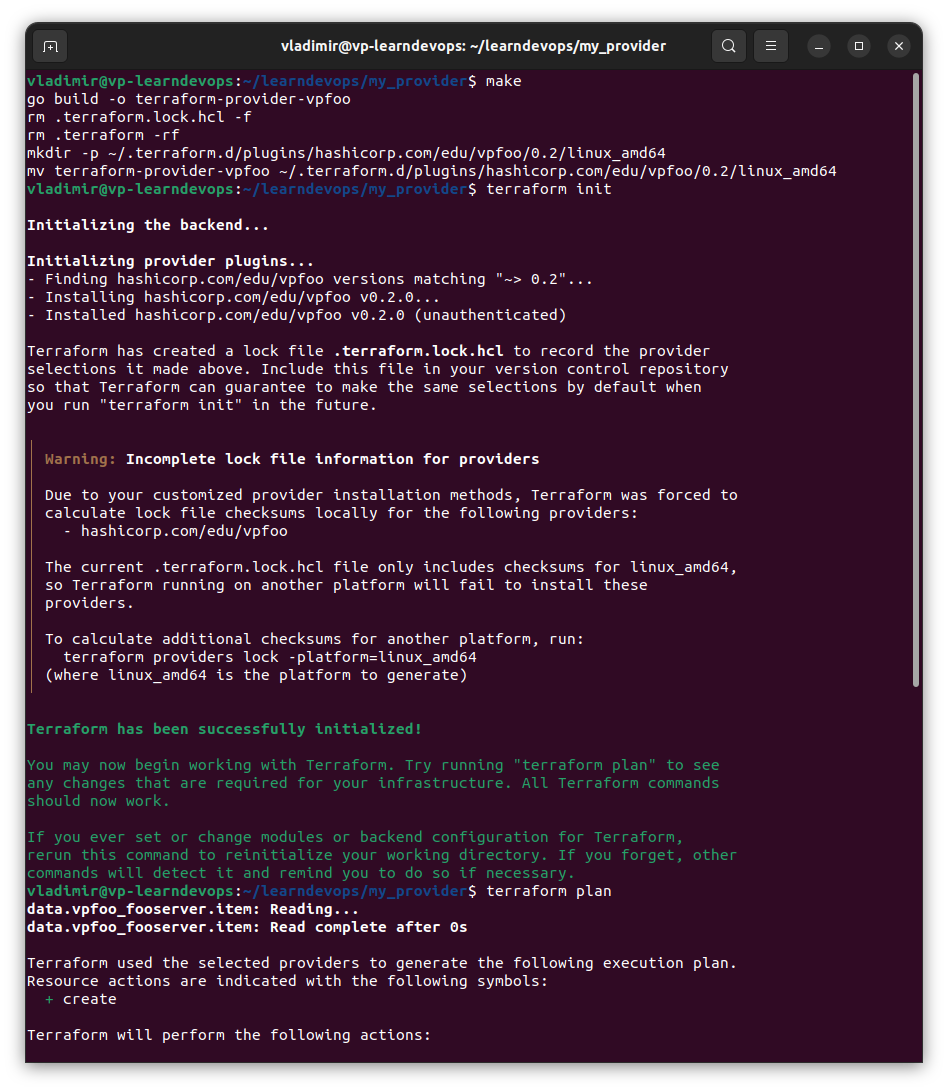 vladimir@vp-learndevops: ~/learndevops/my_provider
vladimir@vp-learndevops:~/learndevops/my_provider$ make
go build -o terraform-provider-vpfoo
rm .terraform.lock.hcl -f
rm .terraform -rf
mkdir -p ~/.terraform.d/plugins/hashicorp.com/edu/vpfoo/0.2/linux_amd64
mv terraform-provider-vpfoo ~/.terraform.d/plugins/hashicorp.com/edu/vpfoo/0.2/linux_amd64
vladimir@vp-learndevops:~/learndevops/my_provider$ terraform init

Initializing the backend...

Initializing provider plugins...
- Finding hashicorp.com/edu/vpfoo versions matching "~> 0.2"...
- Installing hashicorp.com/edu/vpfoo v0.2.0...
- Installed hashicorp.com/edu/vpfoo v0.2.0 (unauthenticated)

Terraform has created a lock file .terraform.lock.hcl to record the provider
selections it made above. Include this file in your version control repository
so that Terraform can guarantee to make the same selections by default when
you run "terraform init" in the future.

Warning: Incomplete lock file information for providers

Due to your customized provider installation methods, Terraform was forced to
calculate lock file checksums locally for the following providers:
  - hashicorp.com/edu/vpfoo

The current .terraform.lock.hcl file only includes checksums for linux_amd64,
so Terraform running on another platform will fail to install these
providers.

To calculate additional checksums for another platform, run:
  terraform providers lock -platform=linux_amd64
(where linux_amd64 is the platform to generate)

Terraform has been successfully initialized!

You may now begin working with Terraform. Try running "terraform plan" to see
any changes that are required for your infrastructure. All Terraform commands
should now work.

If you ever set or change modules or backend configuration for Terraform,
rerun this command to reinitialize your working directory. If you forget, other
commands will detect it and remind you to do so if necessary.
vladimir@vp-learndevops:~/learndevops/my_provider$ terraform plan
data.vpfoo_fooserver.item: Reading...
data.vpfoo_fooserver.item: Read complete after 0s

Terraform used the selected providers to generate the following execution plan.
Resource actions are indicated with the following symbols:
  + create

Terraform will perform the following actions: